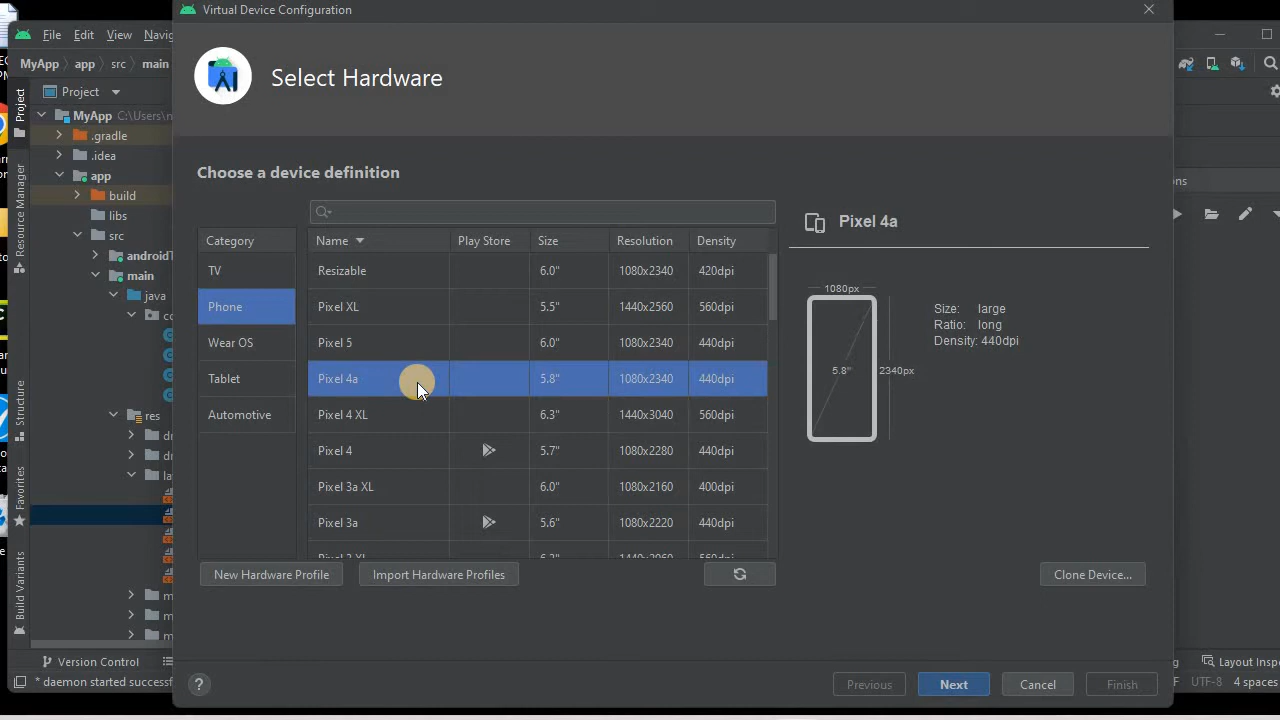 Virtual Device Configuration
File Edit View Navig
MyApp app src main
Select Hardware
Project
MyApp C:\Users\n
.gradle
.idea
app
build
libs
src
androidT
main
java
res
Project
Resource Manager
Structure
Favorites
Build Variants
Choose a device definition
Category
TV
Phone
Wear OS
Tablet
Automotive
Name Play Store Size Resolution Density
Resizable 6.0" 1080x2340 420dpi
Pixel XL 5.5" 1440x2560 560dpi
Pixel 5 6.0" 1080x2340 440dpi
Pixel 4a 5.8" 1080x2340 440dpi
Pixel 4 XL 6.3" 1440x3040 560dpi
Pixel 4 5.7" 1080x2280 440dpi
Pixel 3a XL 6.0" 1080x2160 400dpi
Pixel 3a 5.6" 1080x2220 440dpi
Pixel 4a
1080px
5.8"
2340px
Size: large
Ratio: long
Density: 440dpi
New Hardware Profile
Import Hardware Profiles
Clone Device...
? Previous Next Cancel Finish
Version Control
Layout Inspe
* daemon started successf
UTF-8 4 spaces